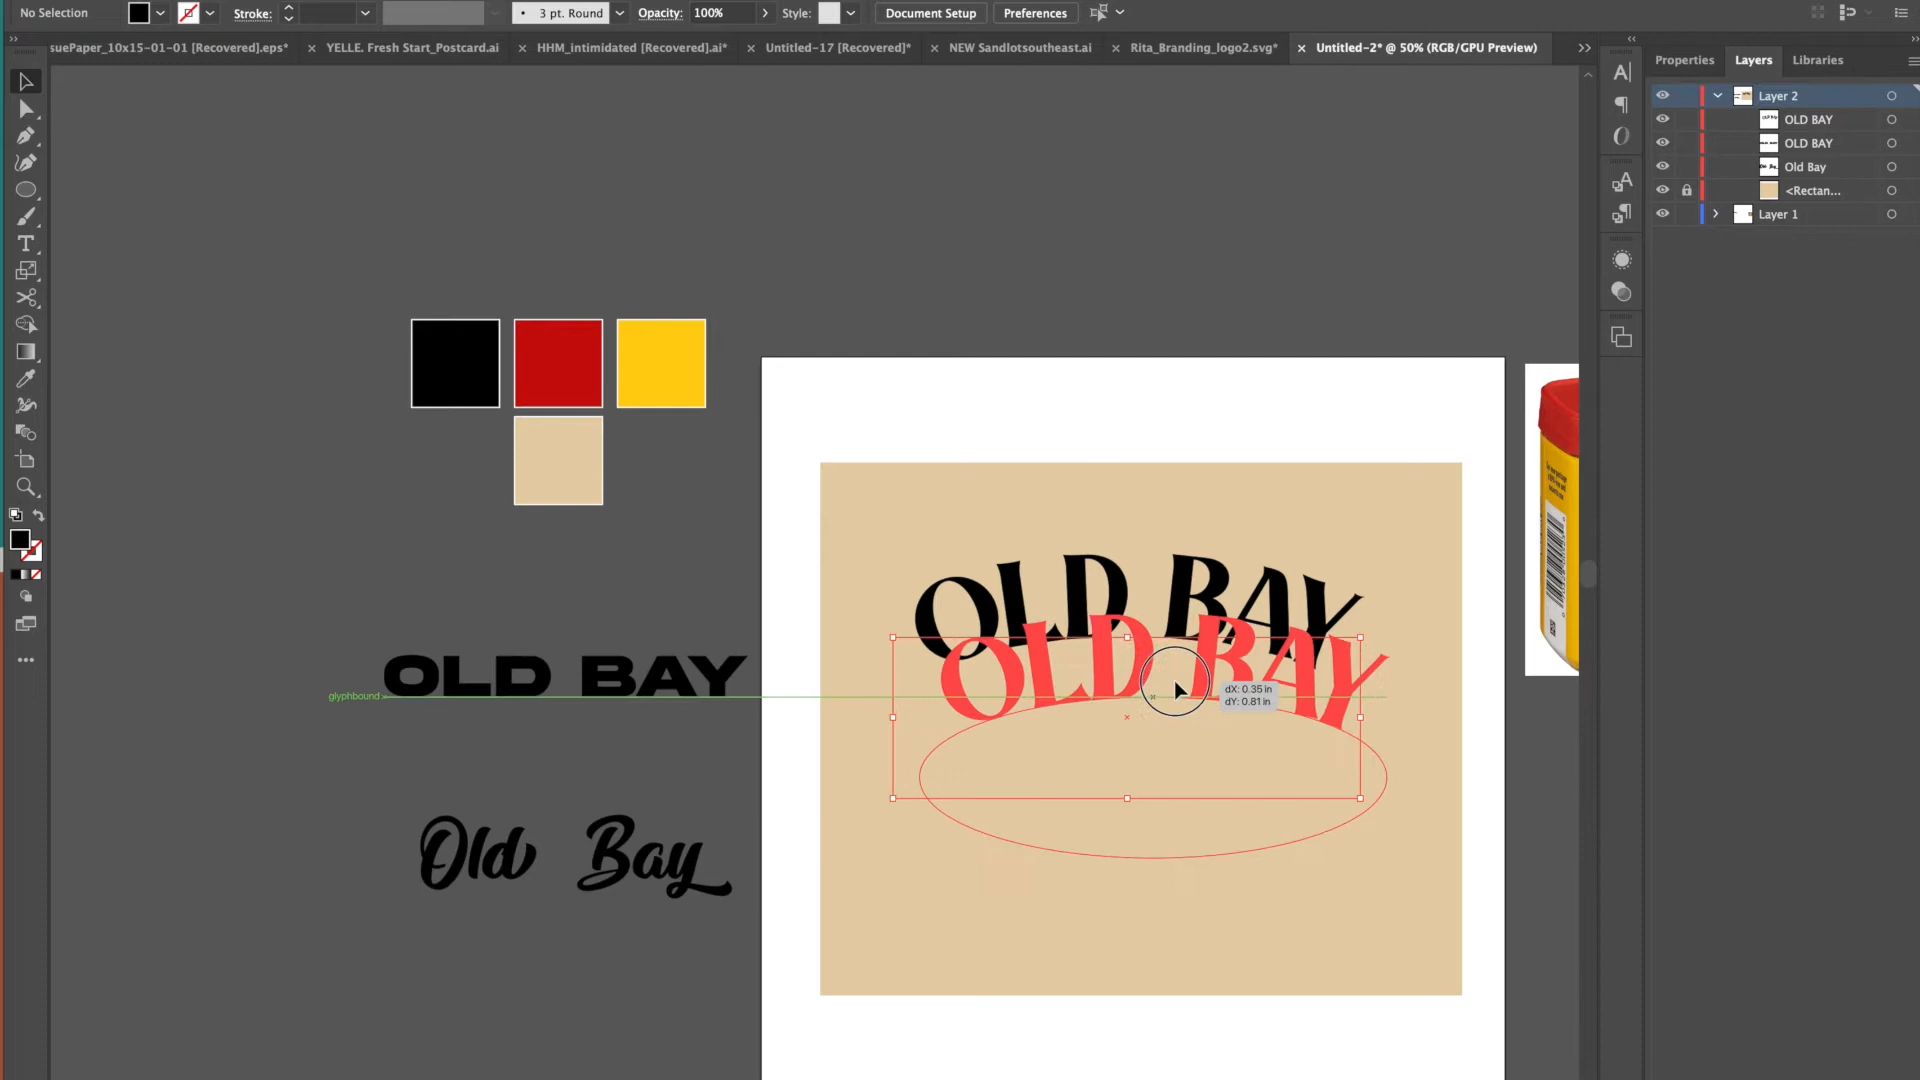 No Selection
Stroke:
3 pt. Round
Opacity:
100%
Style:
Document Setup
Preferences
suePaper_10x15-01-01 [Recovered].eps*
YELLE. Fresh Start_Postcard.ai
HHM_intimidated [Recovered].ai*
Untitled-17 [Recovered]*
NEW Sandlotsoutheast.ai
Rita_Branding_logo2.svg*
Untitled-2* @ 50% (RGB/GPU Preview)
Properties
Layers
Libraries
Layer 2
OLD BAY
OLD BAY
Old Bay
<Rectan...
Layer 1
OLD BAY
OLD BAY
OLD BAY
glyphbound
dX: 0.35 in
dY: 0.81 in
Old Bay